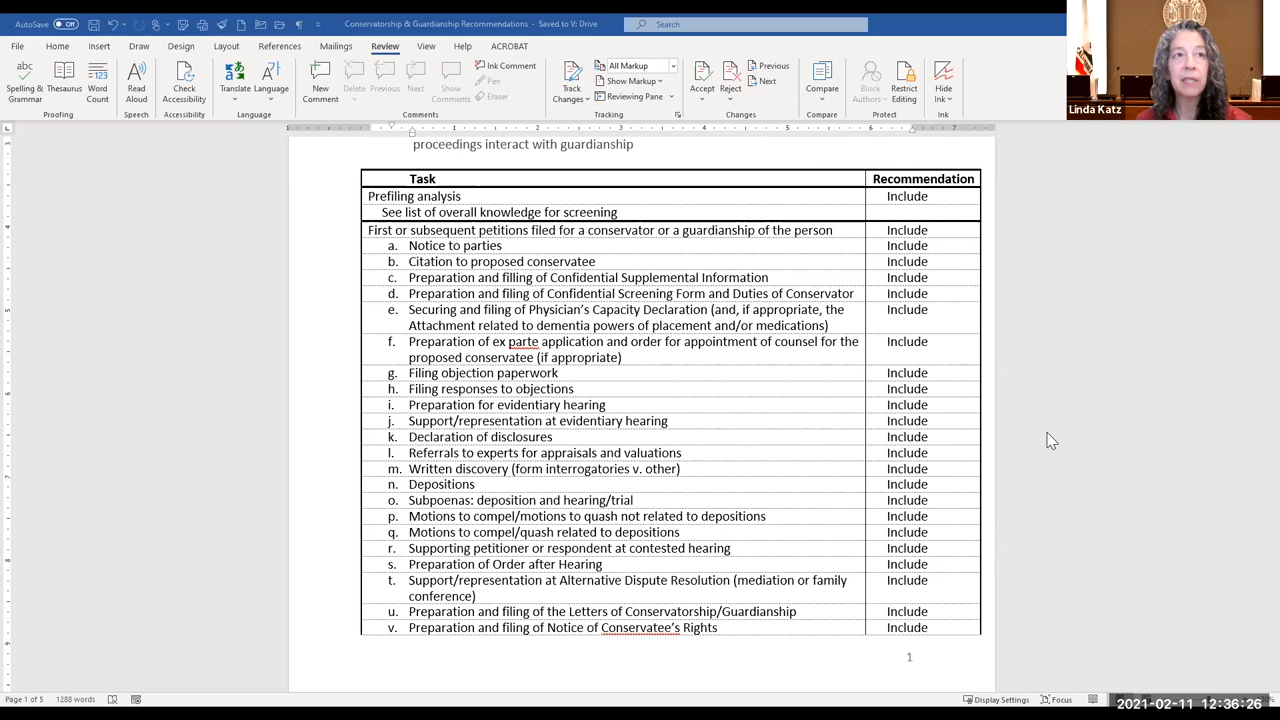 AutoSave Off Conservatorship & Guardianship Recommendations - Saved to V: Drive Search
File Home Insert Draw Design Layout References Mailings Review View Help ACROBAT
Spelling & Grammar Thesaurus Word Count Read Aloud Check Accessibility Translate Language New Comment Delete Previous Next Show Comments Ink Comment Pen Eraser Track Changes All Markup Show Markup Reviewing Pane Accept Reject Previous Next Compare Block Authors Restrict Editing Hide Ink
Proofing Speech Accessibility Language Comments Tracking Changes Compare Protect Ink
Linda Katz
1 1 2 3 4 5 6 7
proceedings interact with guardianship
Task Recommendation
Prefiling analysis Include
See list of overall knowledge for screening
First or subsequent petitions filed for a conservator or a guardianship of the person Include
a. Notice to parties Include
b. Citation to proposed conservatee Include
c. Preparation and filling of Confidential Supplemental Information Include
d. Preparation and filing of Confidential Screening Form and Duties of Conservator Include
e. Securing and filing of Physician's Capacity Declaration (and, if appropriate, the Include
Attachment related to dementia powers of placement and/or medications)
f. Preparation of ex parte application and order for appointment of counsel for the Include
proposed conservatee (if appropriate)
g. Filing objection paperwork Include
h. Filing responses to objections Include
i. Preparation for evidentiary hearing Include
j. Support/representation at evidentiary hearing Include
k. Declaration of disclosures Include
l. Referrals to experts for appraisals and valuations Include
m. Written discovery (form interrogatories v. other) Include
n. Depositions Include
o. Subpoenas: deposition and hearing/trial Include
p. Motions to compel/motions to quash not related to depositions Include
q. Motions to compel/quash related to depositions Include
r. Supporting petitioner or respondent at contested hearing Include
s. Preparation of Order after Hearing Include
t. Support/representation at Alternative Dispute Resolution (mediation or family Include
conference)
u. Preparation and filing of the Letters of Conservatorship/Guardianship Include
v. Preparation and filing of Notice of Conservatee's Rights Include
1
Page 1 of 5 1288 words Display Settings Focus
2021-02-11 12:36:26